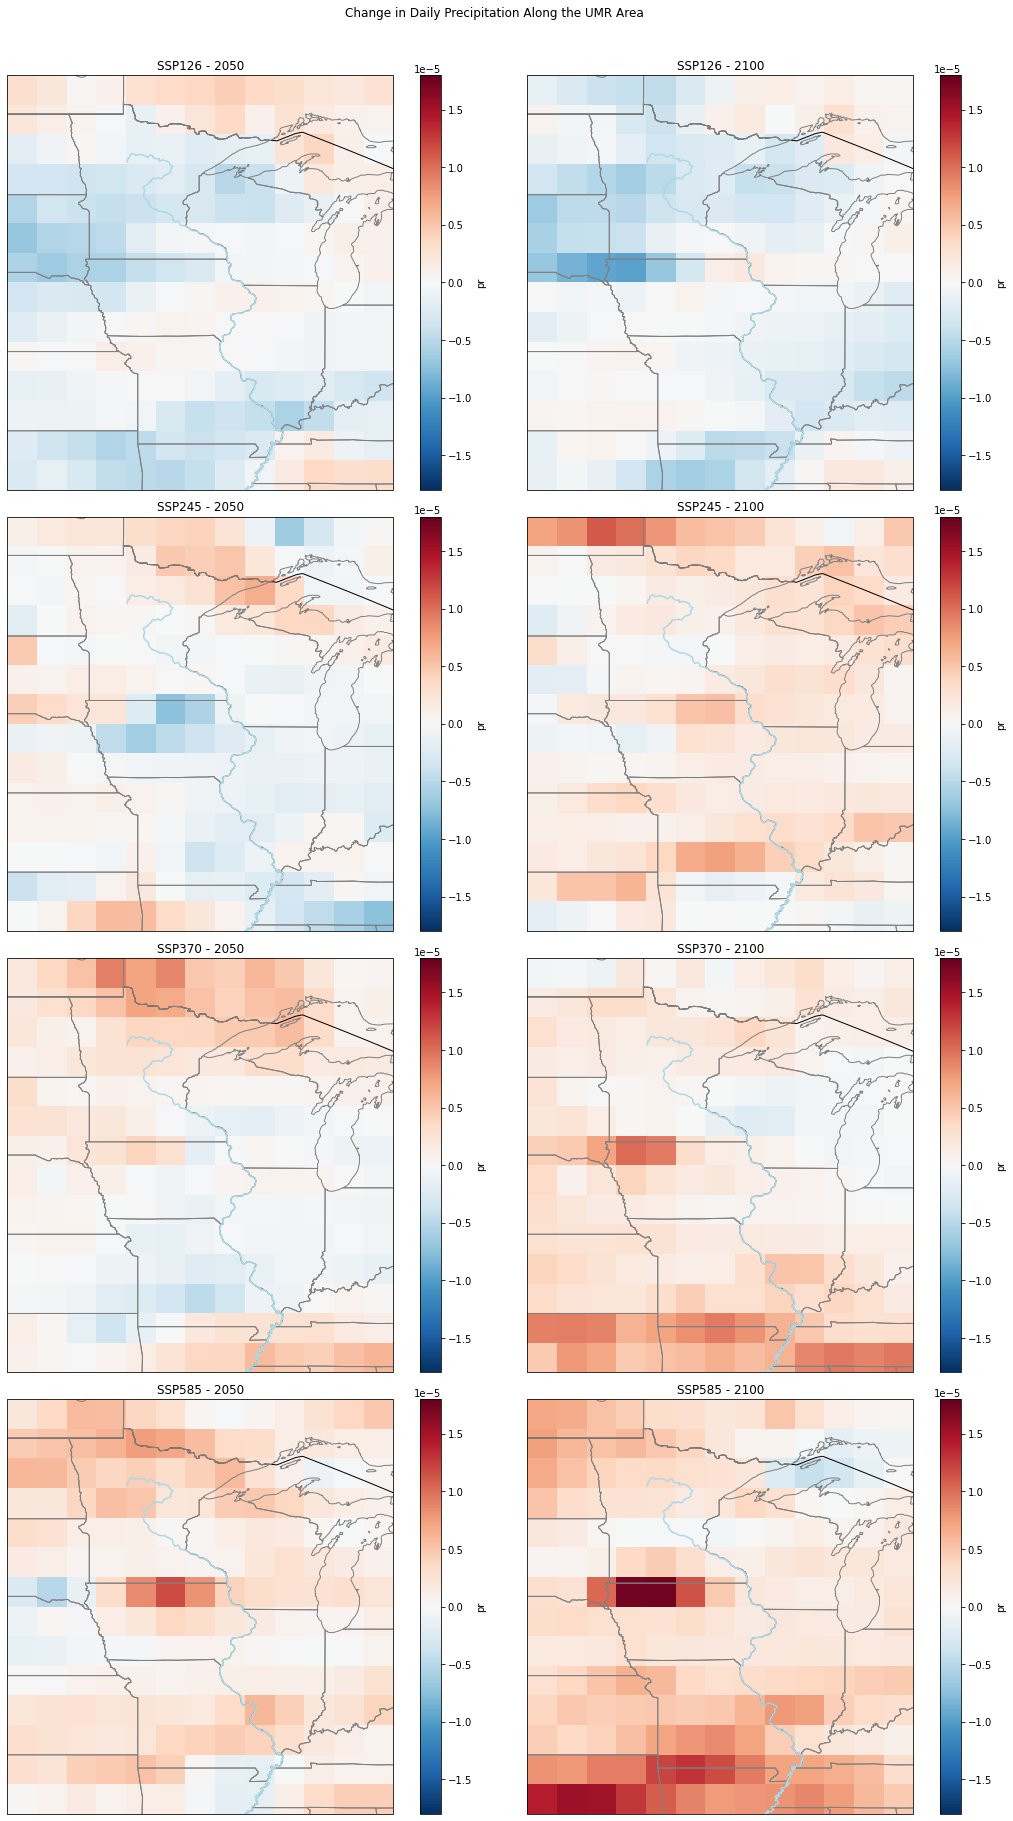 Change in Daily Precipitation Along the UMR Area
SSP126 - 2050
1e−5
1.5
1.0
0.5
0.0
−0.5
−1.0
−1.5
pr
SSP126 - 2100
1e−5
1.5
1.0
0.5
0.0
−0.5
−1.0
−1.5
pr
SSP245 - 2050
1e−5
1.5
1.0
0.5
0.0
−0.5
−1.0
−1.5
pr
SSP245 - 2100
1e−5
1.5
1.0
0.5
0.0
−0.5
−1.0
−1.5
pr
SSP370 - 2050
1e−5
1.5
1.0
0.5
0.0
−0.5
−1.0
−1.5
pr
SSP370 - 2100
1e−5
1.5
1.0
0.5
0.0
−0.5
−1.0
−1.5
pr
SSP585 - 2050
1e−5
1.5
1.0
0.5
0.0
−0.5
−1.0
−1.5
pr
SSP585 - 2100
1e−5
1.5
1.0
0.5
0.0
−0.5
−1.0
−1.5
pr